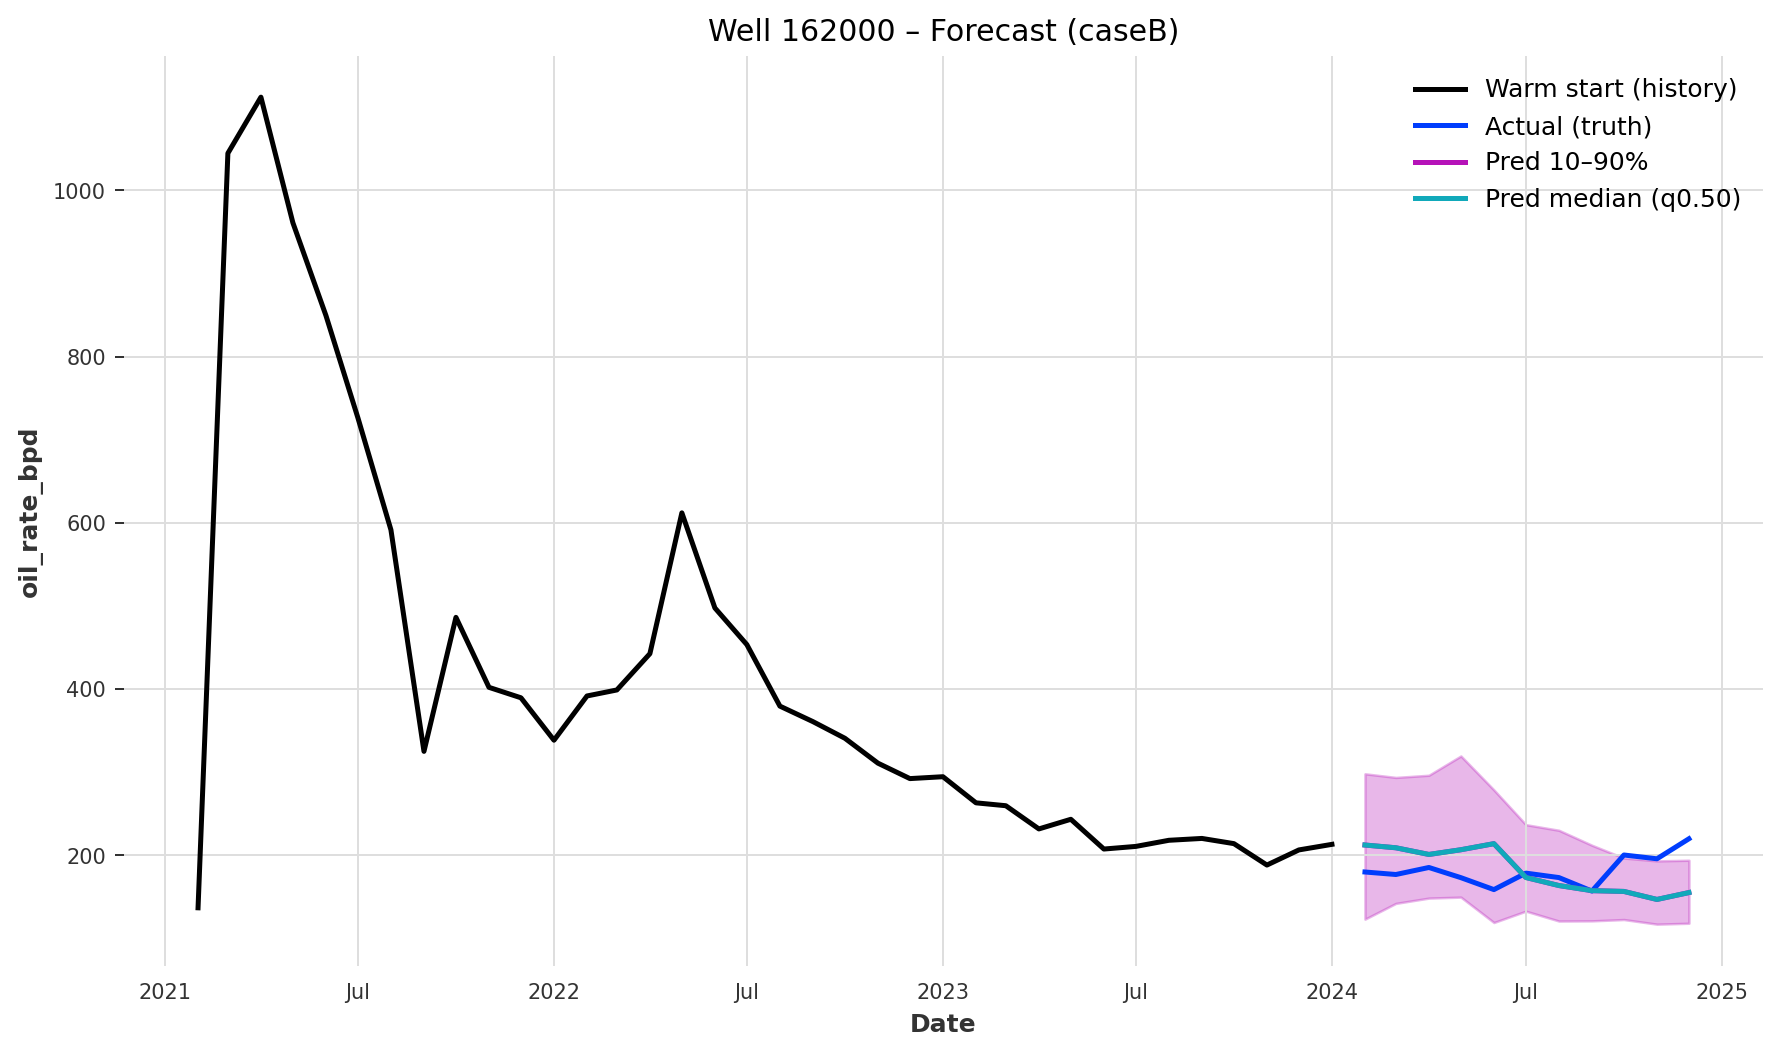 Well 162000 – Forecast (caseB)
Warm start (history)
Actual (truth)
Pred 10–90%
Pred median (q0.50)
oil_rate_bpd
1000
800
600
400
200
2021
Jul
2022
Jul
2023
Jul
2024
Jul
2025
Date